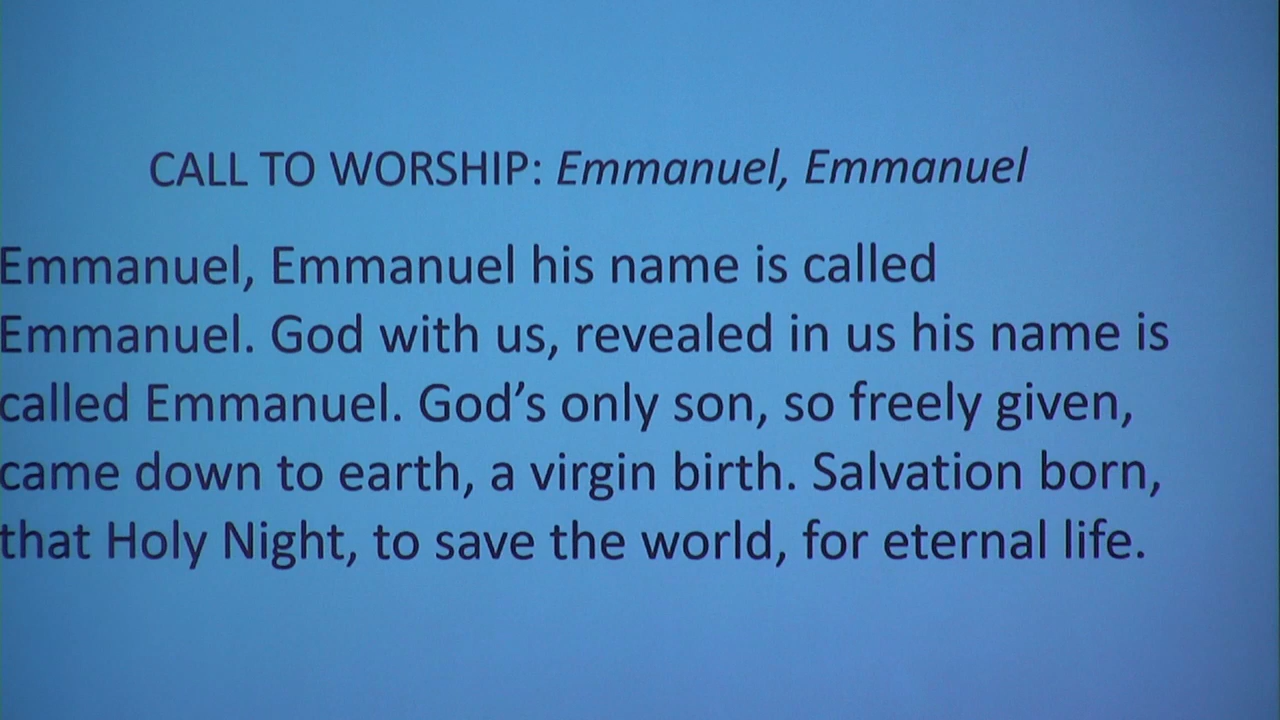 CALL TO WORSHIP: Emmanuel, Emmanuel
Emmanuel, Emmanuel his name is called
Emmanuel. God with us, revealed in us his name is
called Emmanuel. God’s only son, so freely given,
came down to earth, a virgin birth. Salvation born,
that Holy Night, to save the world, for eternal life.